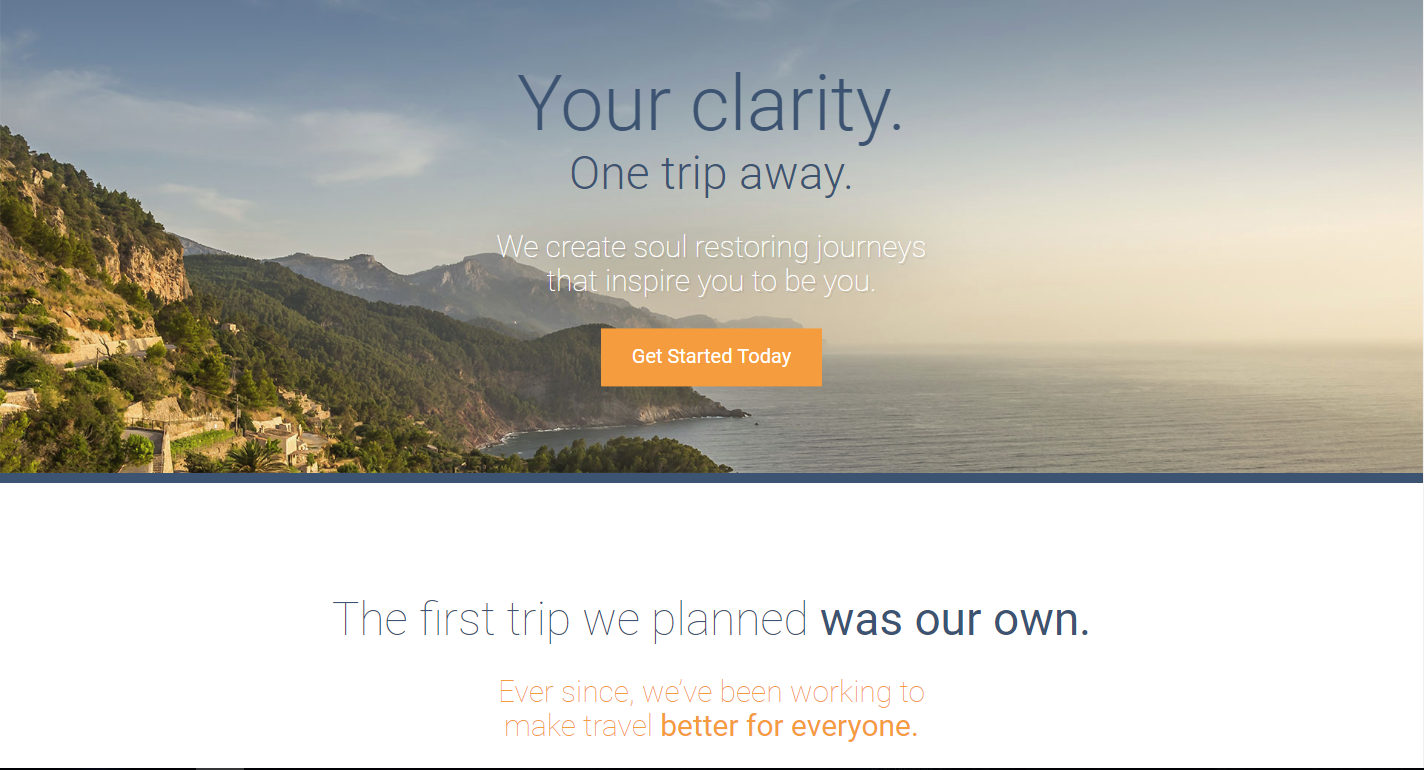 Your clarity.
One trip away.
We create soul restoring journeys
that inspire you to be you.
Get Started Today
The first trip we planned was our own.
Ever since, we’ve been working to
make travel better for everyone.